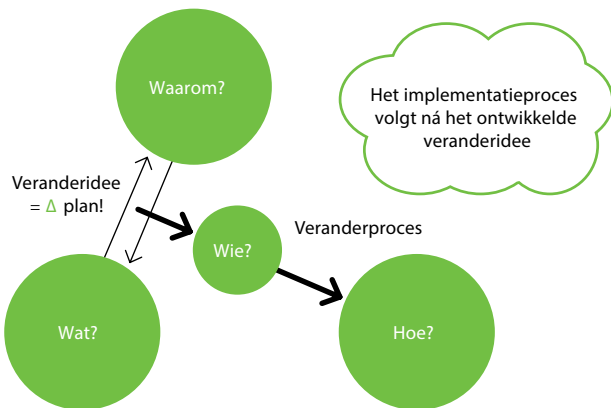 Waarom?
Het implementatieproces
volgt ná het ontwikkelde
veranderidee
Veranderidee
= Δ plan!
Veranderproces
Wie?
Wat?
Hoe?